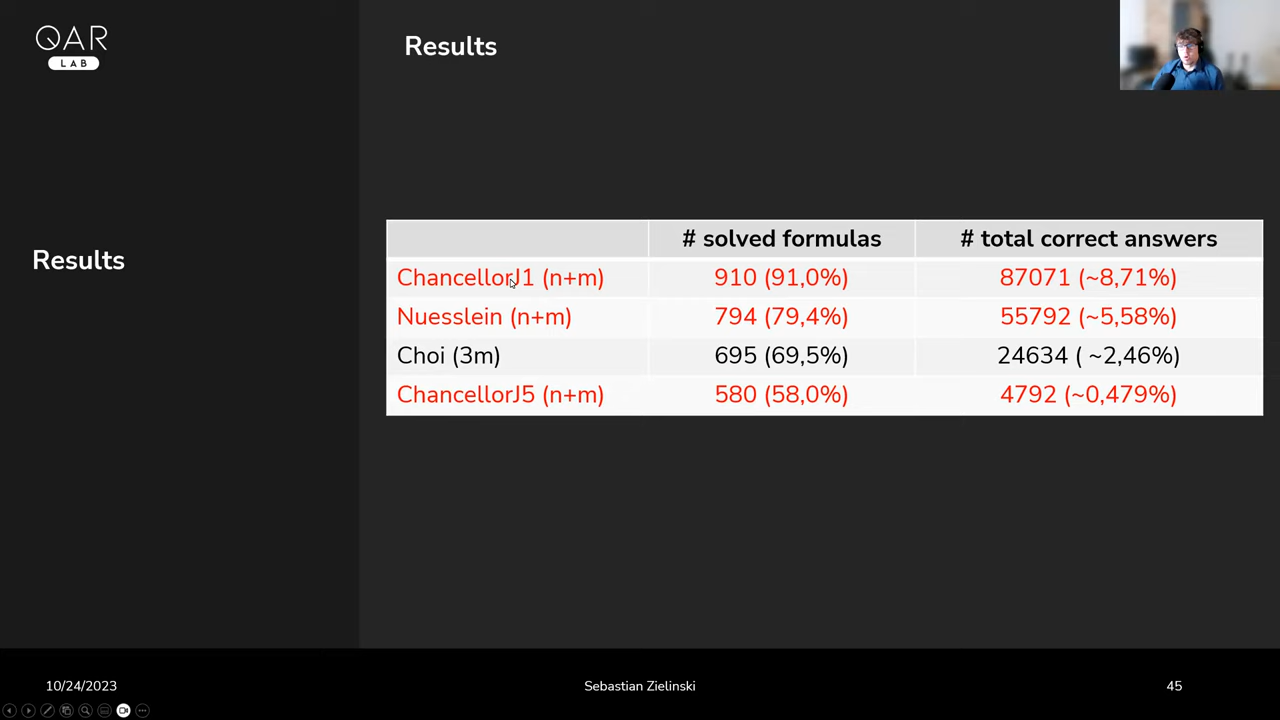 QAR
LAB
Results
Results
# solved formulas # total correct answers
ChancellorJ1 (n+m) 910 (91,0%) 87071 (~8,71%)
Nuesslein (n+m) 794 (79,4%) 55792 (~5,58%)
Choi (3m) 695 (69,5%) 24634 ( ~2,46%)
ChancellorJ5 (n+m) 580 (58,0%) 4792 (~0,479%)
10/24/2023 Sebastian Zielinski 45